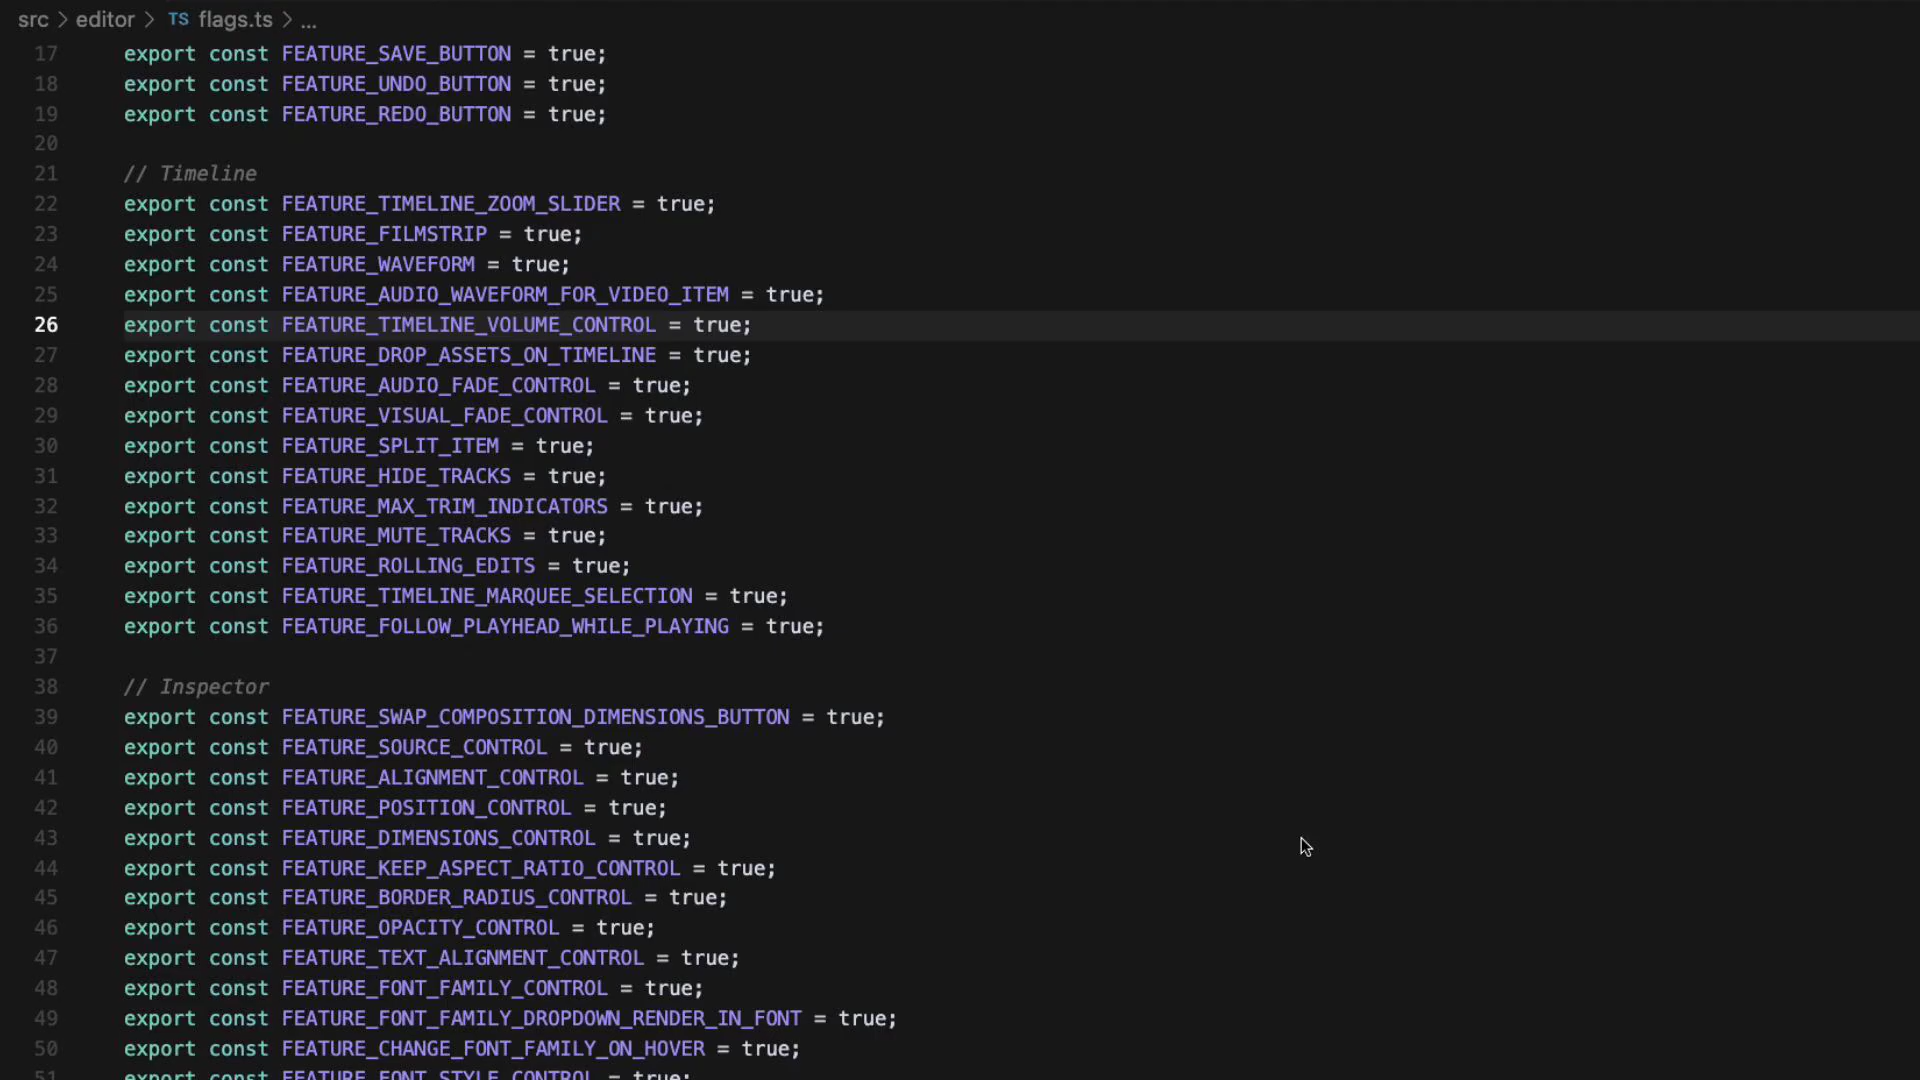 src > editor > TS flags.ts > ...
17 export const FEATURE_SAVE_BUTTON = true;
18 export const FEATURE_UNDO_BUTTON = true;
19 export const FEATURE_REDO_BUTTON = true;
20
21 // Timeline
22 export const FEATURE_TIMELINE_ZOOM_SLIDER = true;
23 export const FEATURE_FILMSTRIP = true;
24 export const FEATURE_WAVEFORM = true;
25 export const FEATURE_AUDIO_WAVEFORM_FOR_VIDEO_ITEM = true;
26 export const FEATURE_TIMELINE_VOLUME_CONTROL = true;
27 export const FEATURE_DROP_ASSETS_ON_TIMELINE = true;
28 export const FEATURE_AUDIO_FADE_CONTROL = true;
29 export const FEATURE_VISUAL_FADE_CONTROL = true;
30 export const FEATURE_SPLIT_ITEM = true;
31 export const FEATURE_HIDE_TRACKS = true;
32 export const FEATURE_MAX_TRIM_INDICATORS = true;
33 export const FEATURE_MUTE_TRACKS = true;
34 export const FEATURE_ROLLING_EDITS = true;
35 export const FEATURE_TIMELINE_MARQUEE_SELECTION = true;
36 export const FEATURE_FOLLOW_PLAYHEAD_WHILE_PLAYING = true;
37
38 // Inspector
39 export const FEATURE_SWAP_COMPOSITION_DIMENSIONS_BUTTON = true;
40 export const FEATURE_SOURCE_CONTROL = true;
41 export const FEATURE_ALIGNMENT_CONTROL = true;
42 export const FEATURE_POSITION_CONTROL = true;
43 export const FEATURE_DIMENSIONS_CONTROL = true;
44 export const FEATURE_KEEP_ASPECT_RATIO_CONTROL = true;
45 export const FEATURE_BORDER_RADIUS_CONTROL = true;
46 export const FEATURE_OPACITY_CONTROL = true;
47 export const FEATURE_TEXT_ALIGNMENT_CONTROL = true;
48 export const FEATURE_FONT_FAMILY_CONTROL = true;
49 export const FEATURE_FONT_FAMILY_DROPDOWN_RENDER_IN_FONT = true;
50 export const FEATURE_CHANGE_FONT_FAMILY_ON_HOVER = true;
51 export const FEATURE_FONT_STYLE_CONTROL = true;